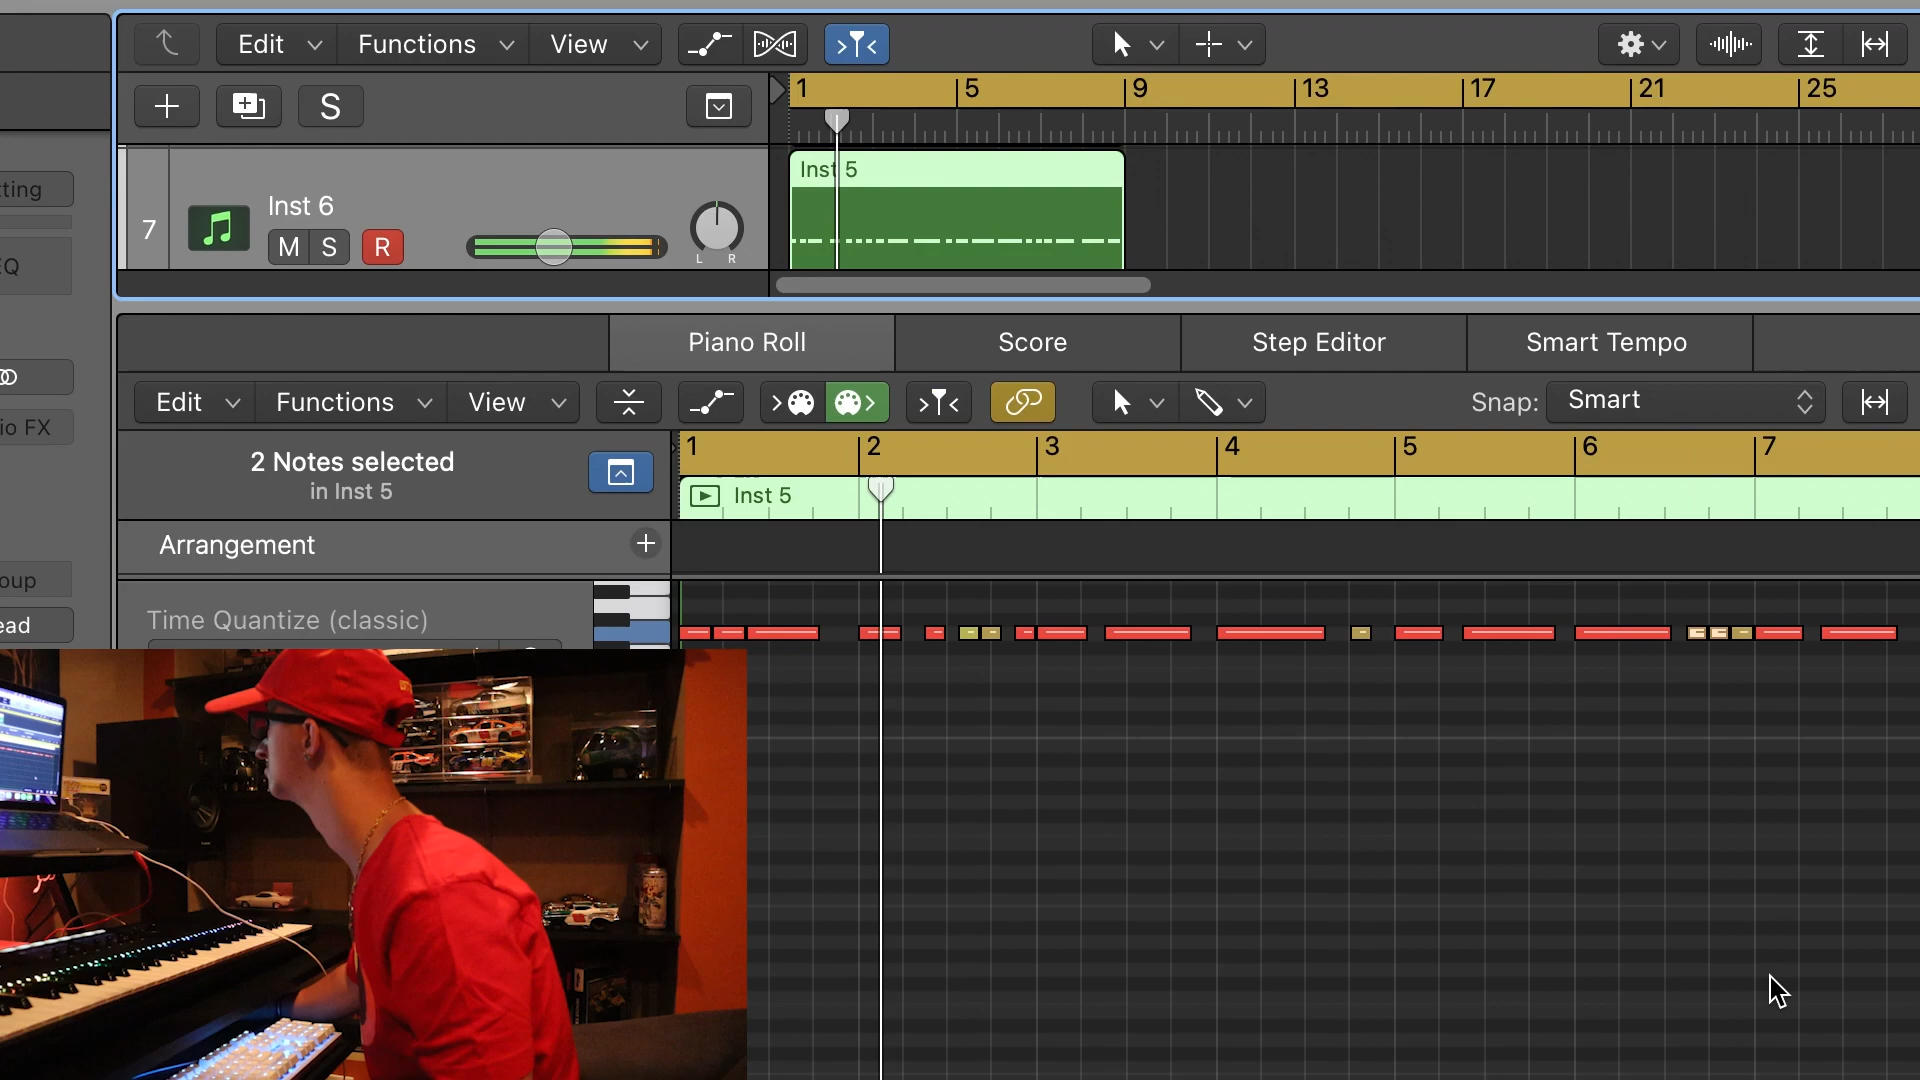 Edit Functions View
1 5 9 13 17 21 25
S
tting
Inst 5
Inst 6
7
M S R
L R
EQ
Piano Roll Score Step Editor Smart Tempo
Edit Functions View Snap: Smart
io FX
1 2 3 4 5 6 7
2 Notes selected
in Inst 5
Inst 5
Arrangement
oup
Time Quantize (classic)
ead